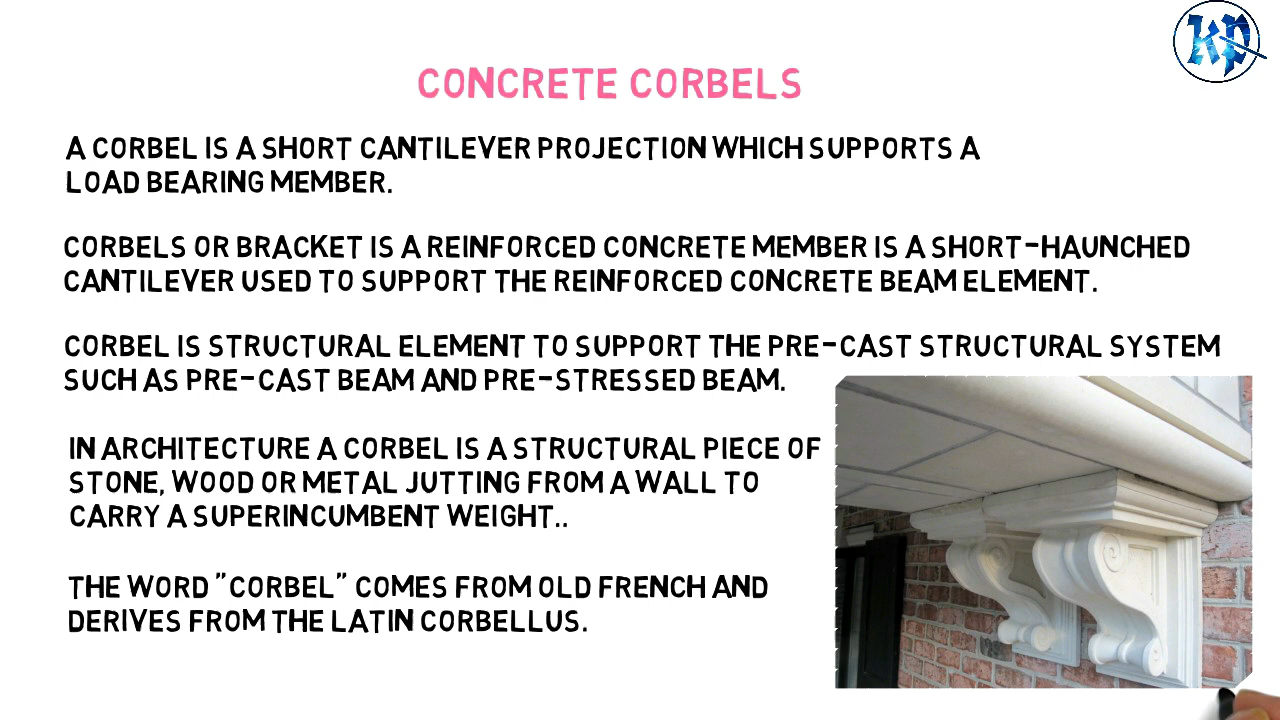 KP
CONCRETE CORBELS
A CORBEL IS A SHORT CANTILEVER PROJECTION WHICH SUPPORTS A
LOAD BEARING MEMBER.
CORBELS OR BRACKET IS A REINFORCED CONCRETE MEMBER IS A SHORT-HAUNCHED
CANTILEVER USED TO SUPPORT THE REINFORCED CONCRETE BEAM ELEMENT.
CORBEL IS STRUCTURAL ELEMENT TO SUPPORT THE PRE-CAST STRUCTURAL SYSTEM
SUCH AS PRE-CAST BEAM AND PRE-STRESSED BEAM.
IN ARCHITECTURE A CORBEL IS A STRUCTURAL PIECE OF
STONE, WOOD OR METAL JUTTING FROM A WALL TO
CARRY A SUPERINCUMBENT WEIGHT..
THE WORD "CORBEL" COMES FROM OLD FRENCH AND
DERIVES FROM THE LATIN CORBELLUS.